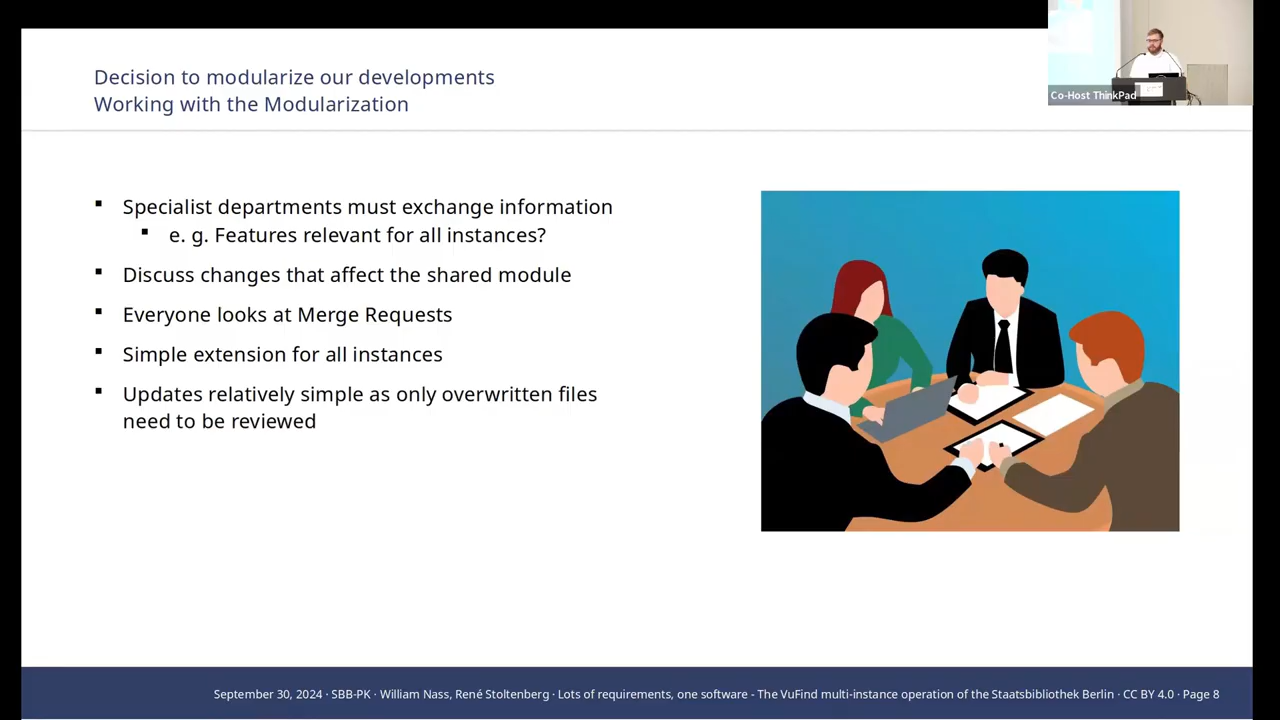 Decision to modularize our developments
Working with the Modularization
Co-Host ThinkPad
Specialist departments must exchange information
e. g. Features relevant for all instances?
Discuss changes that affect the shared module
Everyone looks at Merge Requests
Simple extension for all instances
Updates relatively simple as only overwritten files
need to be reviewed
September 30, 2024 · SBB-PK · William Nass, René Stoltenberg · Lots of requirements, one software - The VuFind multi-instance operation of the Staatsbibliothek Berlin · CC BY 4.0 · Page 8